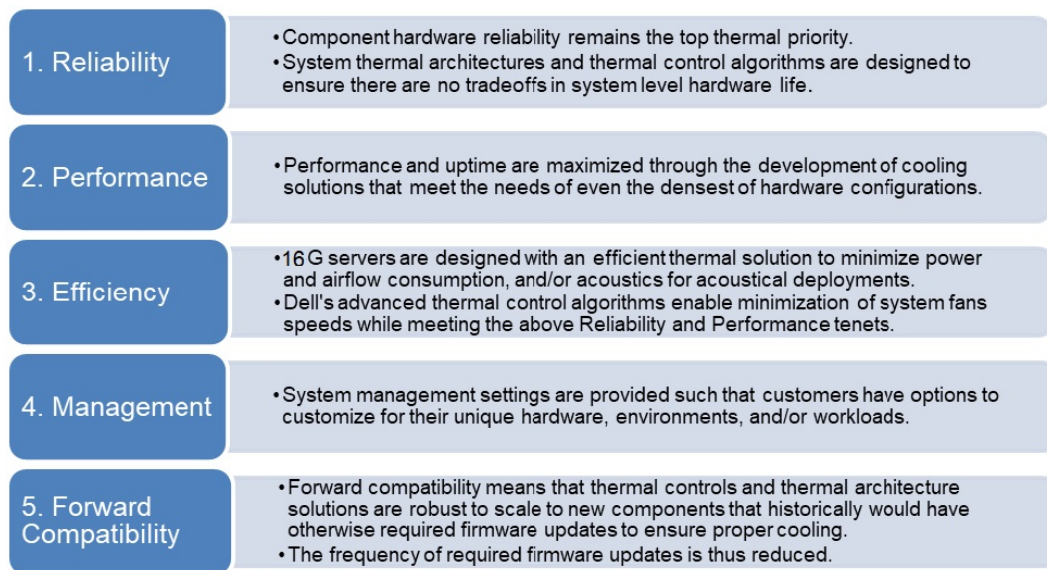 1. Reliability
• Component hardware reliability remains the top thermal priority.
• System thermal architectures and thermal control algorithms are designed to
ensure there are no tradeoffs in system level hardware life.
2. Performance
• Performance and uptime are maximized through the development of cooling
solutions that meet the needs of even the densest of hardware configurations.
3. Efficiency
• 16G servers are designed with an efficient thermal solution to minimize power
and airflow consumption, and/or acoustics for acoustical deployments.
• Dell's advanced thermal control algorithms enable minimization of system fans
speeds while meeting the above Reliability and Performance tenets.
4. Management
• System management settings are provided such that customers have options to
customize for their unique hardware, environments, and/or workloads.
5. Forward
Compatibility
• Forward compatibility means that thermal controls and thermal architecture
solutions are robust to scale to new components that historically would have
otherwise required firmware updates to ensure proper cooling.
• The frequency of required firmware updates is thus reduced.